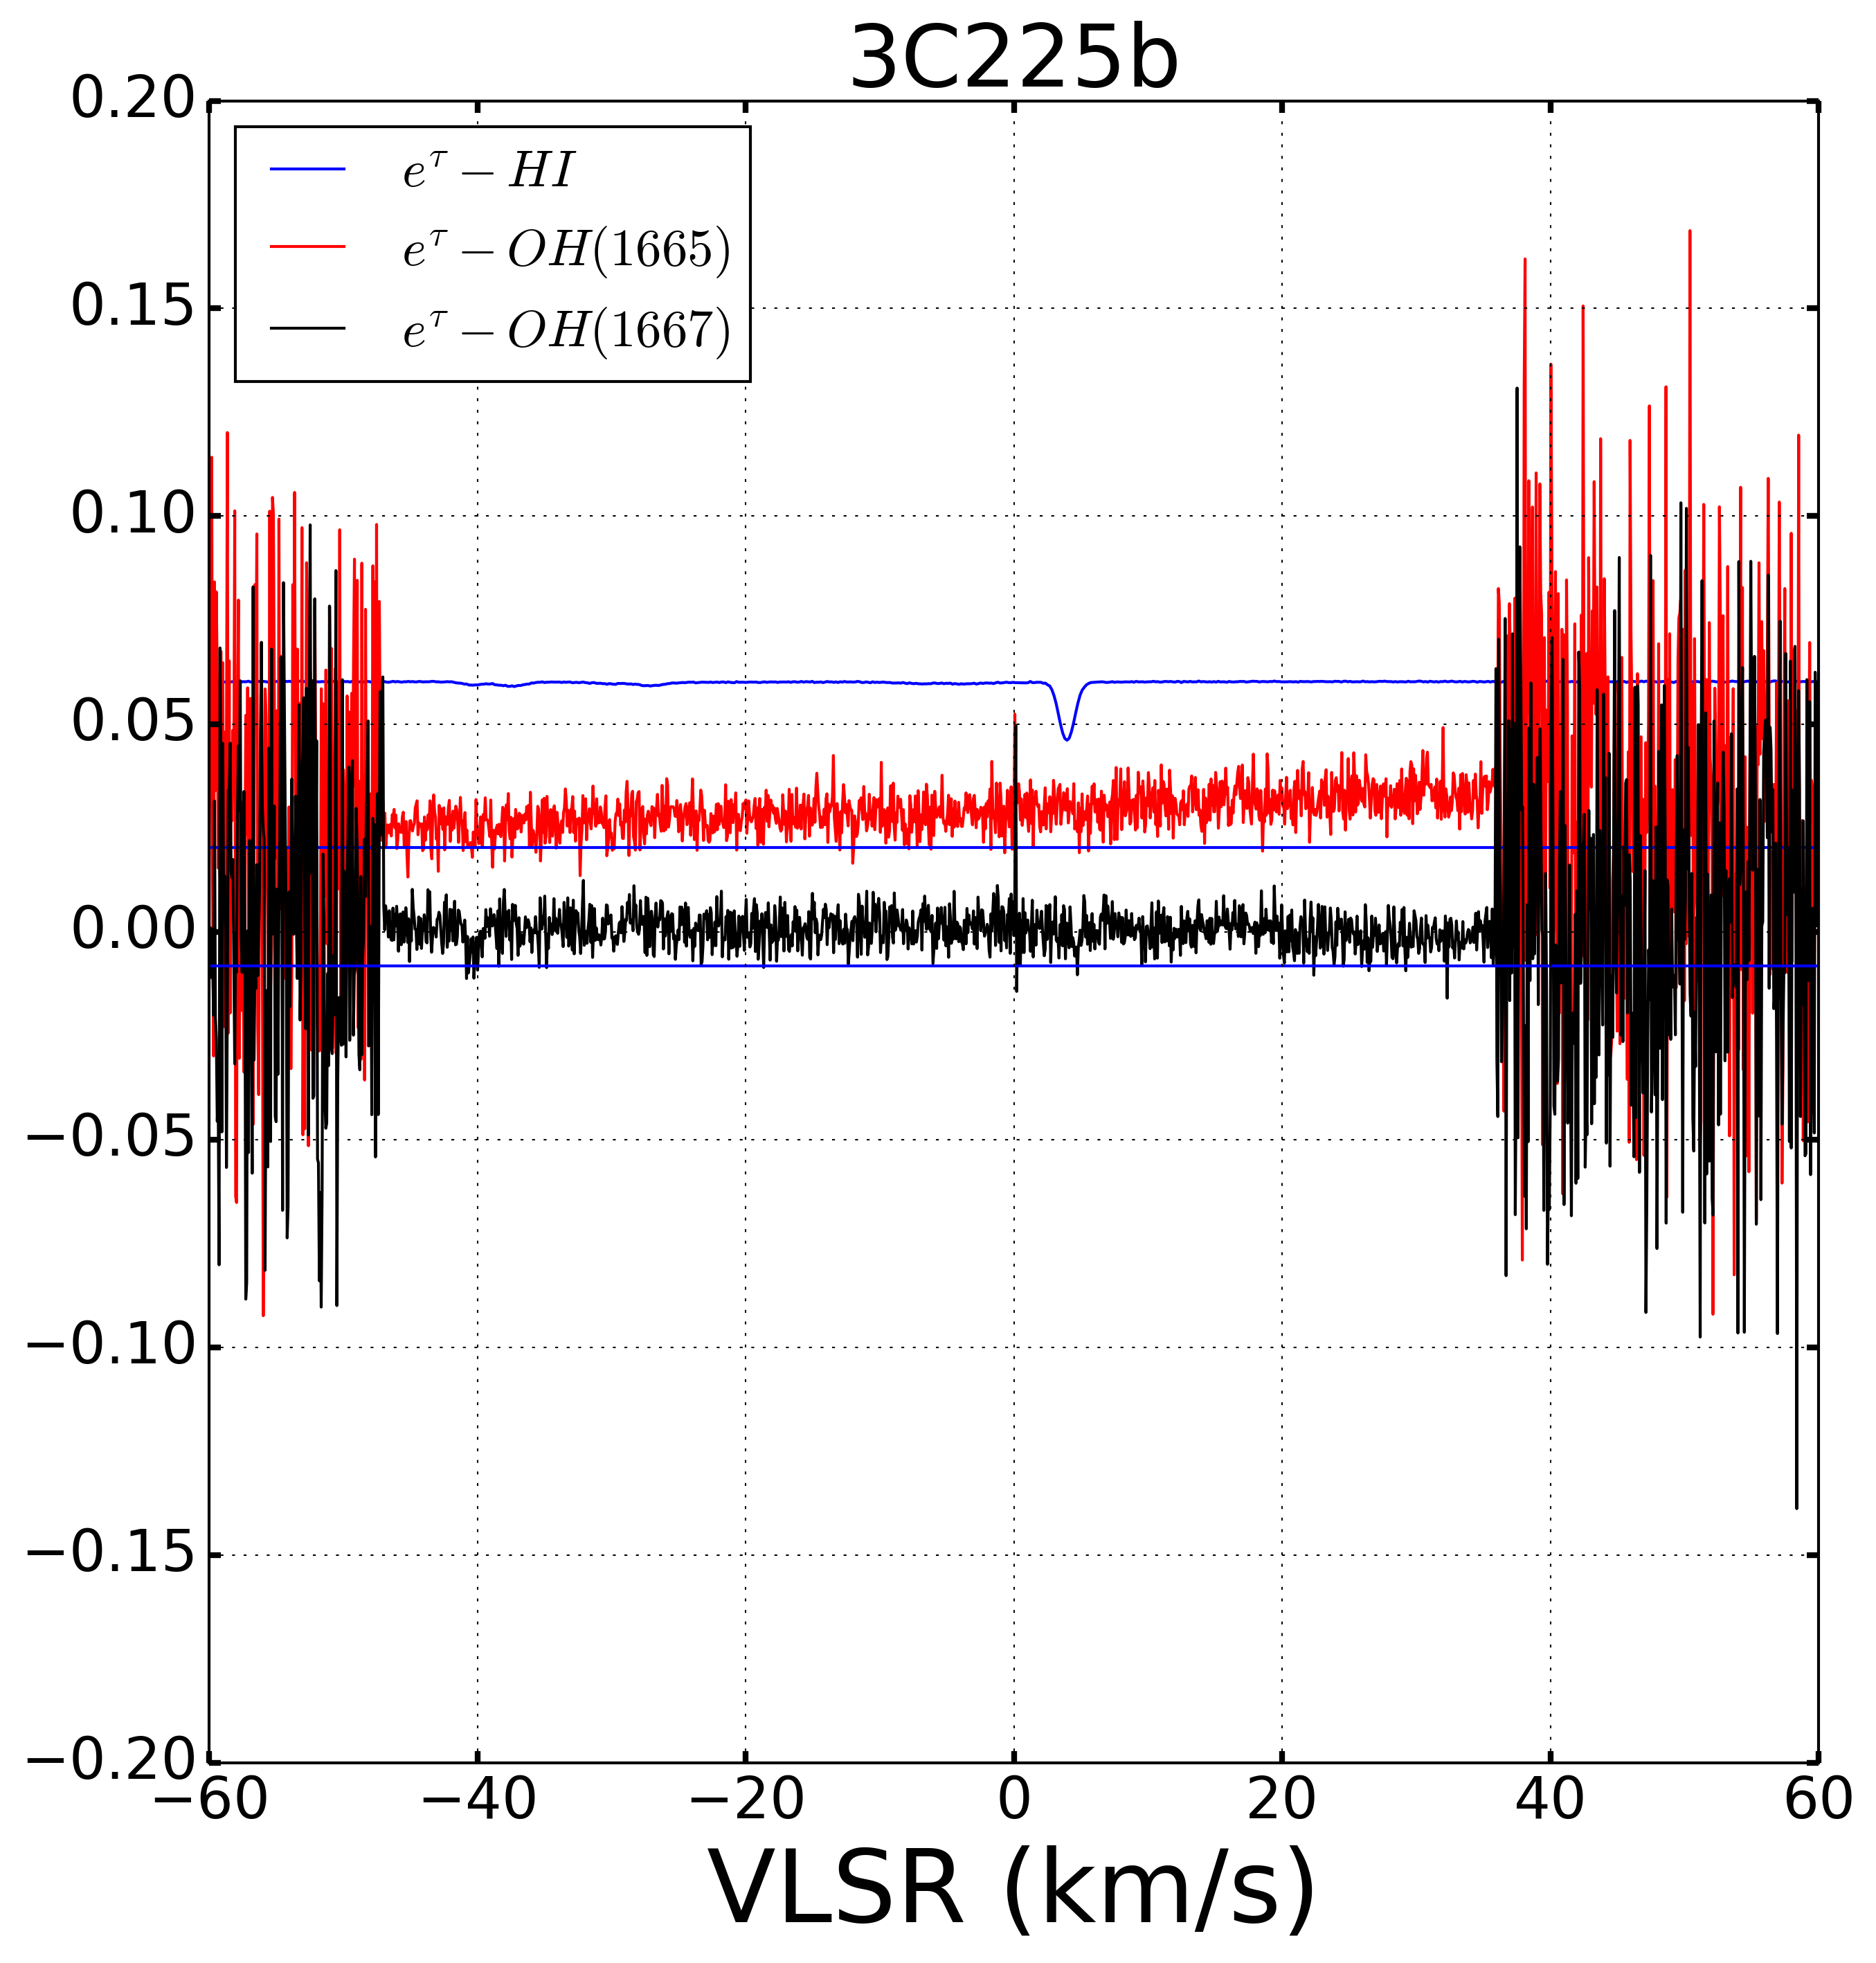 3C225b
0.20
0.15
0.10
0.05
0.00
−0.05
−0.10
−0.15
−0.20
e^τ − HI
e^τ − OH(1665)
e^τ − OH(1667)
−60 −40 −20 0 20 40 60
VLSR (km/s)